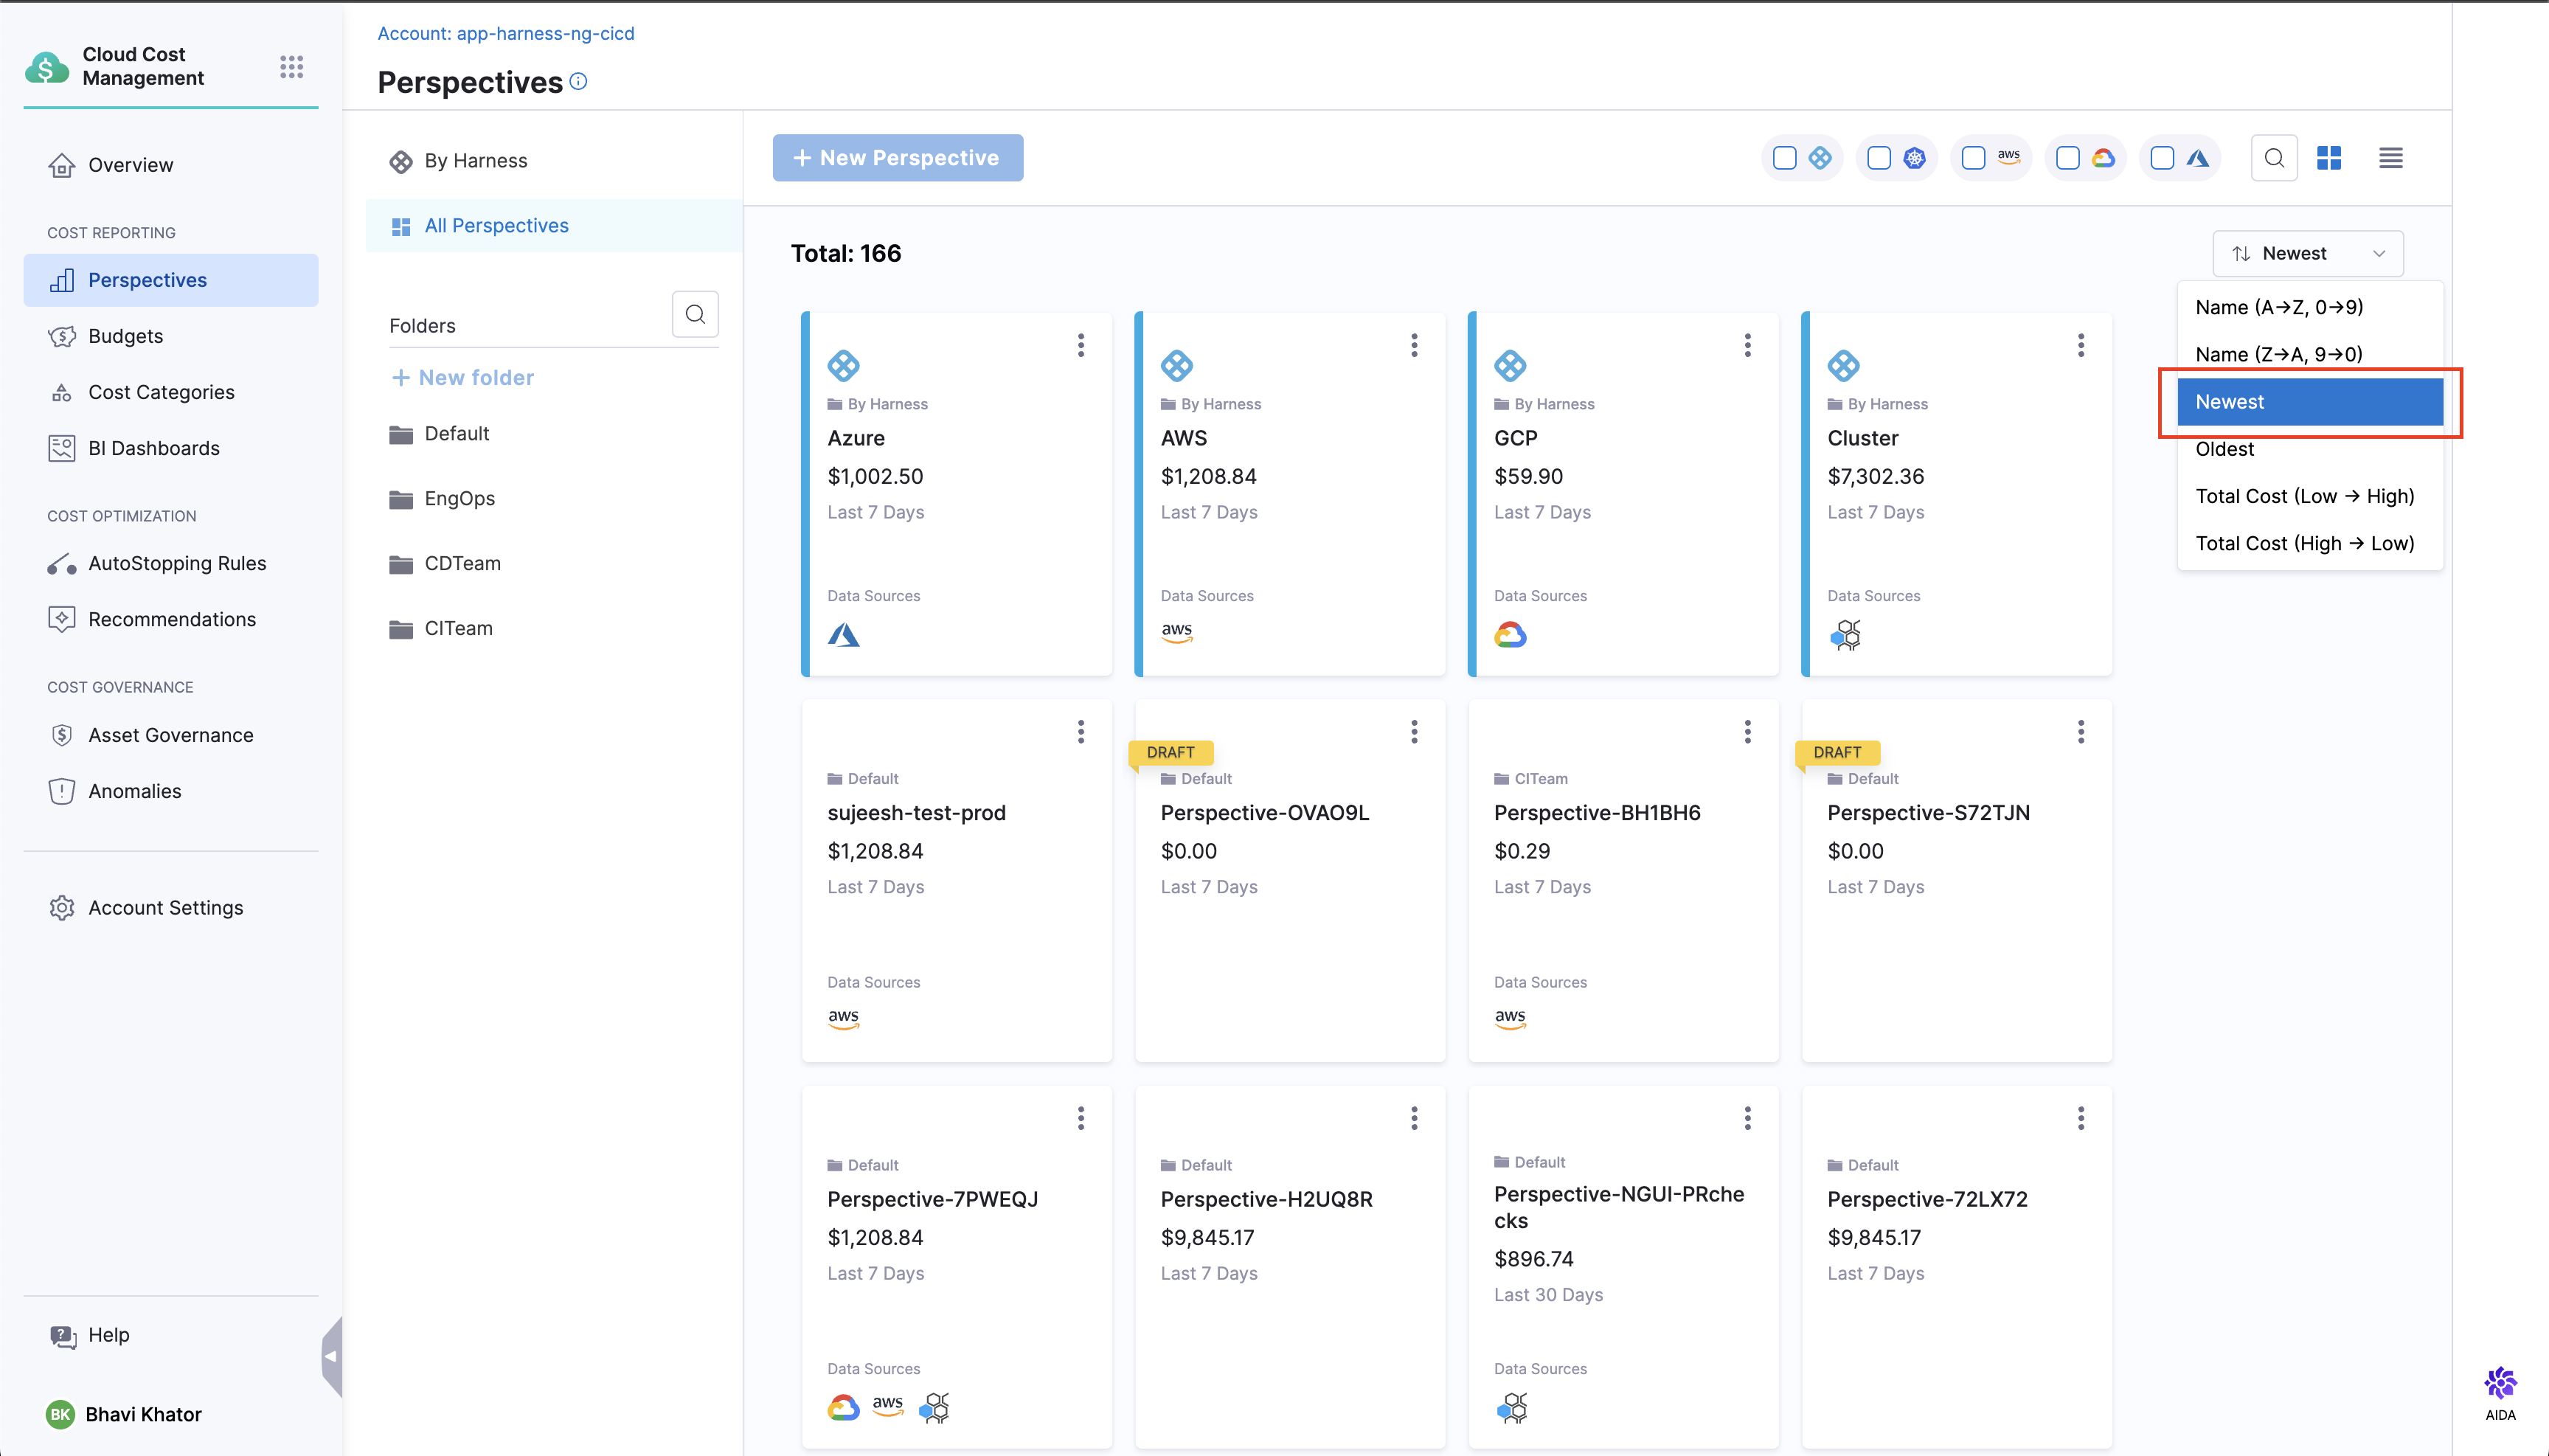 Cloud Cost
Management
Overview
COST REPORTING
Perspectives
Budgets
Cost Categories
BI Dashboards
COST OPTIMIZATION
AutoStopping Rules
Recommendations
COST GOVERNANCE
Asset Governance
Anomalies
Account Settings
Help
BK Bhavi Khator
Account: app-harness-ng-cicd
Perspectives
By Harness
All Perspectives
Folders
+ New folder
Default
EngOps
CDTeam
CITeam
+ New Perspective
aws
Total: 166
Newest
Name (A→Z, 0→9)
Name (Z→A, 9→0)
Newest
Oldest
Total Cost (Low → High)
Total Cost (High → Low)
By Harness
Azure
$1,002.50
Last 7 Days
Data Sources
By Harness
AWS
$1,208.84
Last 7 Days
Data Sources
aws
By Harness
GCP
$59.90
Last 7 Days
Data Sources
By Harness
Cluster
$7,302.36
Last 7 Days
Data Sources
Default
sujeesh-test-prod
$1,208.84
Last 7 Days
Data Sources
aws
DRAFT
Default
Perspective-OVAO9L
$0.00
Last 7 Days
CITeam
Perspective-BH1BH6
$0.29
Last 7 Days
Data Sources
aws
DRAFT
Default
Perspective-S72TJN
$0.00
Last 7 Days
Default
Perspective-7PWEQJ
$1,208.84
Last 7 Days
Data Sources
aws
Default
Perspective-H2UQ8R
$9,845.17
Last 7 Days
Default
Perspective-NGUI-PRche
cks
$896.74
Last 30 Days
Data Sources
Default
Perspective-72LX72
$9,845.17
Last 7 Days
AIDA